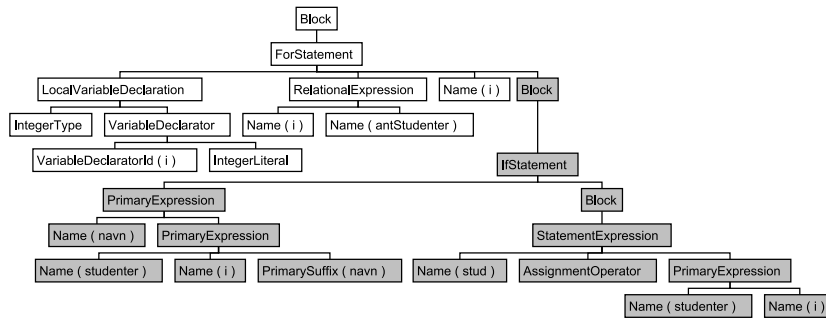 Block
ForStatement
LocalVariableDeclaration RelationalExpression Name ( i ) Block
IntegerType VariableDeclarator Name ( i ) Name ( antStudenter )
VariableDeclaratorId ( i ) IntegerLiteral
IfStatement
PrimaryExpression Block
Name ( navn ) PrimaryExpression StatementExpression
Name ( studenter ) Name ( i ) PrimarySuffix ( navn ) Name ( stud ) AssignmentOperator PrimaryExpression
Name ( studenter ) Name ( i )